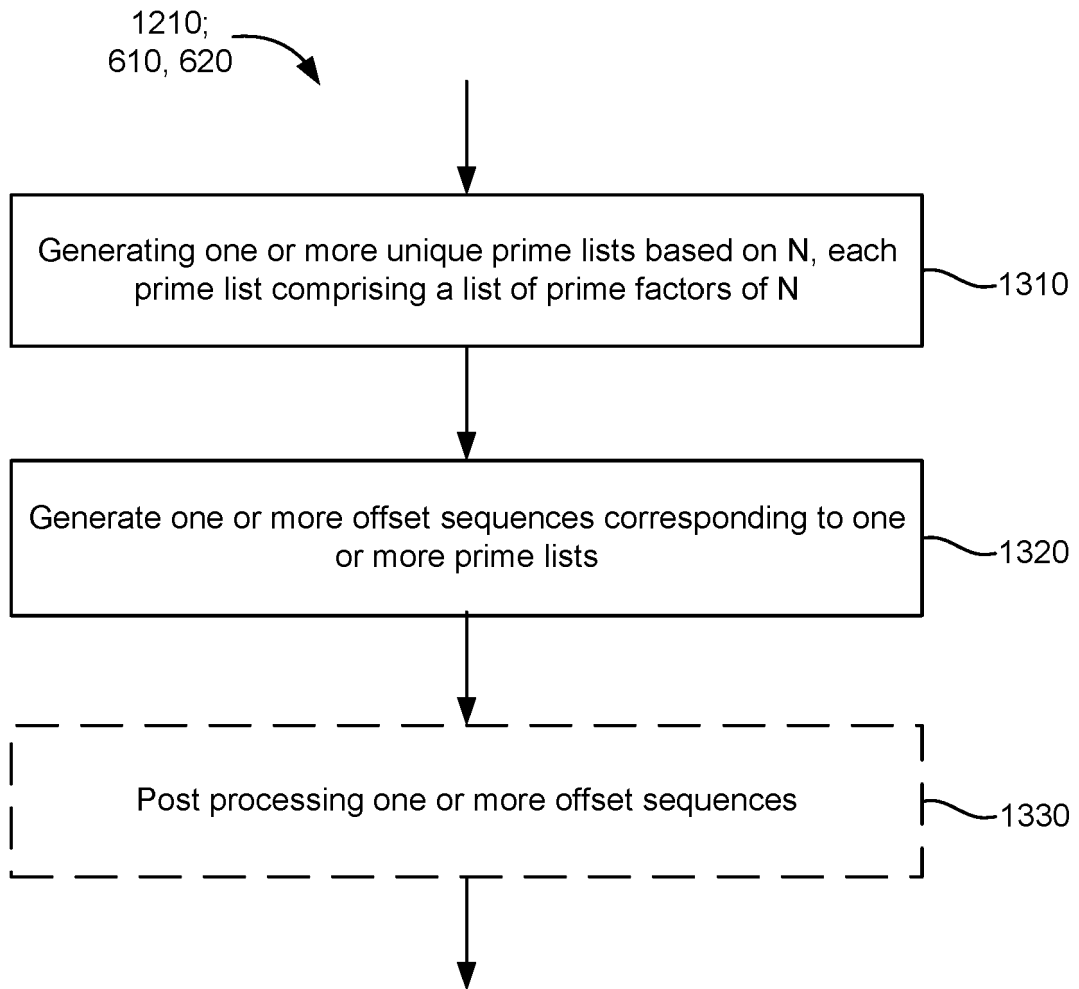 1210;
610, 620
Generating one or more unique prime lists based on N, each
prime list comprising a list of prime factors of N
1310
Generate one or more offset sequences corresponding to one
or more prime lists
1320
Post processing one or more offset sequences
1330